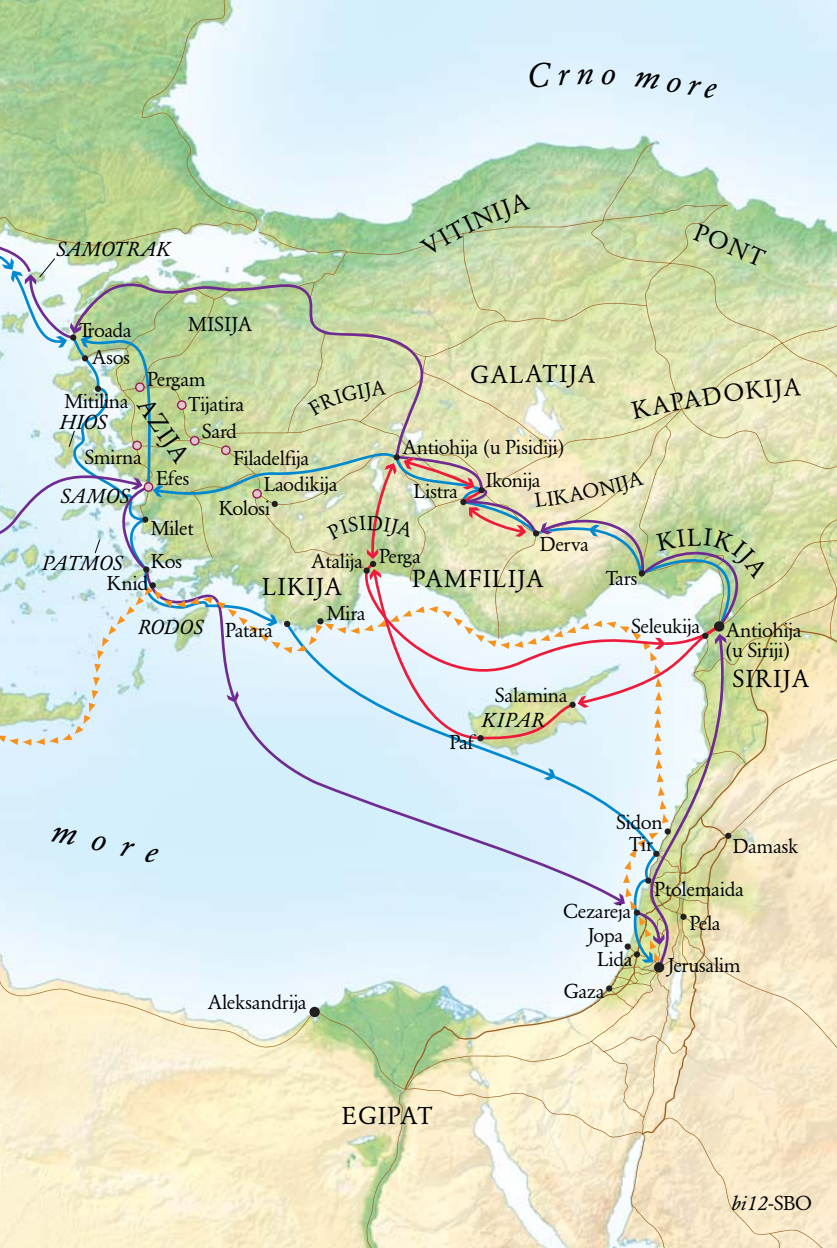 Crno more
VITINIJA
PONT
SAMOTRAK
Troada
MISIJA
Asos
GALATIJA
Pergam
FRIGIJA
KAPADOKIJA
Mitilina
Tijatira
HIOS
AZIJA
Sard
Antiohija (u Pisidiji)
Smirna
Filadelfija
Efes
Laodikija
Ikonija
SAMOS
Listra
LIKAONIJA
Kolosi
Milet
PISIDIJA
Derva
KILIKIJA
PATMOS
Kos
Atalija
Perga
Knid
LIKIJA
PAMFILIJA
Tars
Mira
RODOS
Patara
Seleukija
Antiohija
(u Siriji)
SIRIJA
Salamina
KIPAR
Paf
more
Sidon
Tir
Damask
Ptolemaida
Cezareja
Pela
Jopa
Lida
Jerusalim
Gaza
Aleksandrija
EGIPAT
bi12-SBO